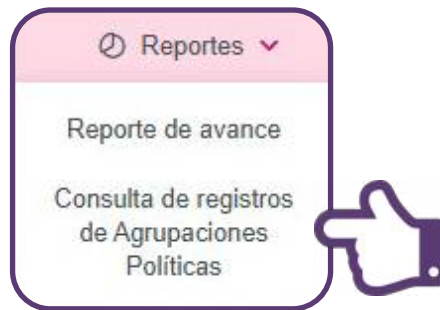 Reportes
Reporte de avance
Consulta de registros
de Agrupaciones
Políticas